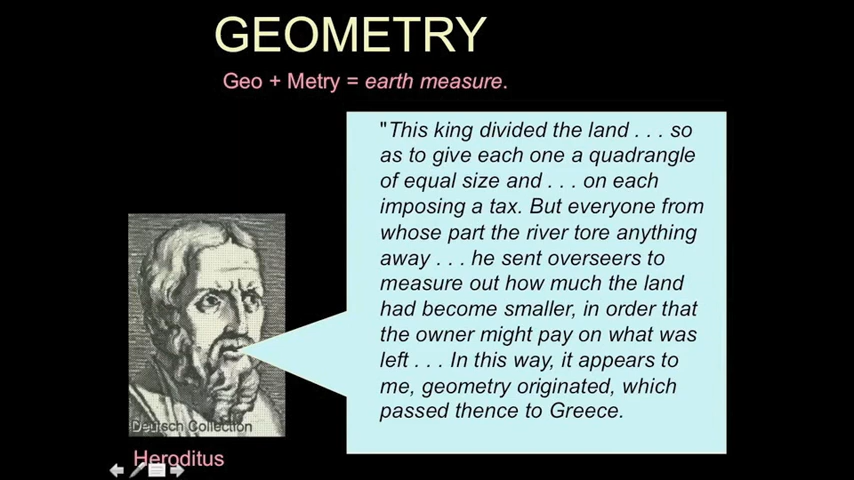 GEOMETRY
Geo + Metry = earth measure.
"This king divided the land . . . so
as to give each one a quadrangle
of equal size and . . . on each
imposing a tax. But everyone from
whose part the river tore anything
away . . . he sent overseers to
measure out how much the land
had become smaller, in order that
the owner might pay on what was
left . . . In this way, it appears to
me, geometry originated, which
passed thence to Greece.
Deutsch Collection
Heroditus